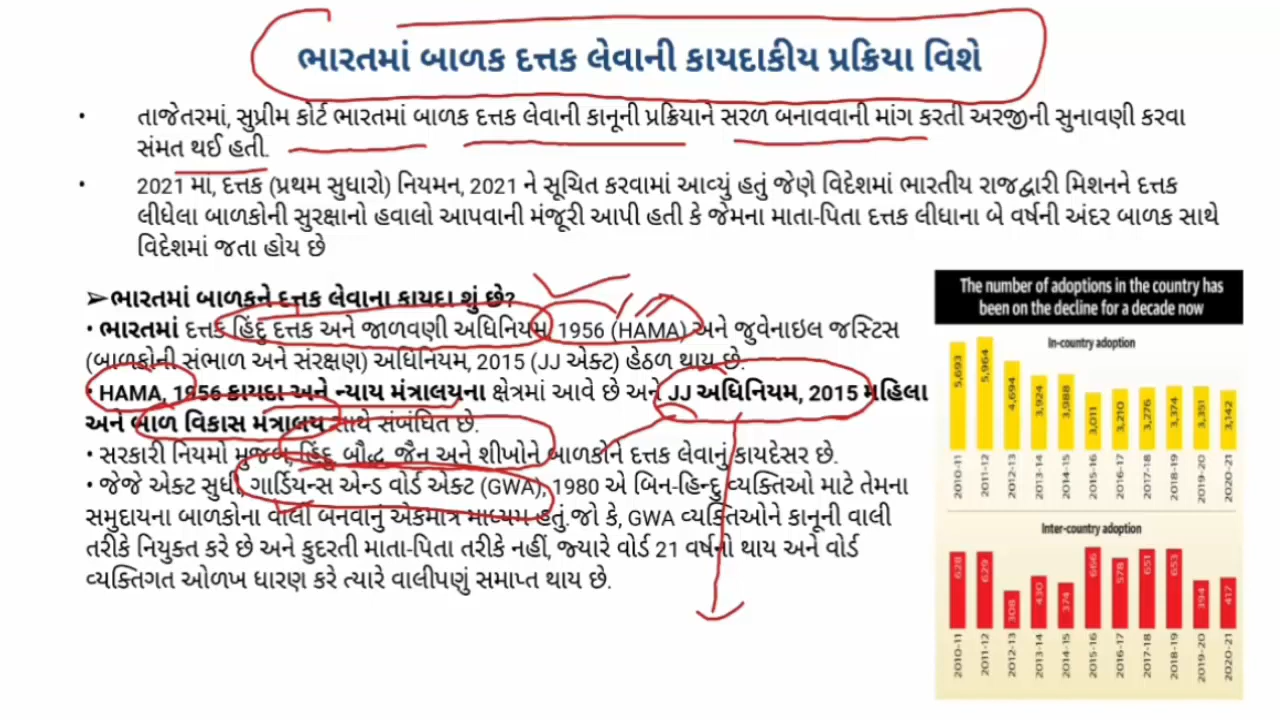 ભારતમાં બાળક દત્તક લેવાની કાયદાકીય પ્રક્રિયા વિશે
• તાજેતરમાં, સુપ્રીમ કોર્ટ ભારતમાં બાળક દત્તક લેવાની કાનૂની પ્રક્રિયાને સરળ બનાવવાની માંગ કરતી અરજીની સુનાવણી કરવા
સંમત થઈ હતી.
• 2021 મા, દત્તક (પ્રથમ સુધારો) નિયમન, 2021 ને સૂચિત કરવામાં આવ્યું હતું જેણે વિદેશમાં ભારતીય રાજદ્વારી મિશનને દત્તક
લીધેલા બાળકોની સુરક્ષાનો હવાલો આપવાની મંજૂરી આપી હતી કે જેમના માતા-પિતા દત્તક લીધાના બે વર્ષની અંદર બાળક સાથે
વિદેશમાં જતા હોય છે
➢ભારતમાં બાળકને દત્તક લેવાના કાયદા શું છે?
• ભારતમાં દત્તક હિંદુ દત્તક અને જાળવણી અધિનિયમ, 1956 (HAMA) અને જુવેનાઇલ જસ્ટિસ
(બાળકોની સંભાળ અને સંરક્ષણ) અધિનિયમ, 2015 (JJ એક્ટ) હેઠળ થાય છે.
• HAMA, 1956 કાયદા અને ન્યાય મંત્રાલયના ક્ષેત્રમાં આવે છે અને JJ અધિનિયમ, 2015 મહિલા
અને બાળ વિકાસ મંત્રાલય સાથે સંબંધિત છે.
• સરકારી નિયમો મુજબ, હિંદુ, બૌદ્ધ, જૈન અને શીખોને બાળકોને દત્તક લેવાનું કાયદેસર છે.
• જેજે એક્ટ સુધી, ગાર્ડિયન્સ એન્ડ વોર્ડ એક્ટ (GWA), 1980 એ બિન-હિન્દુ વ્યક્તિઓ માટે તેમના
સમુદાયના બાળકોના વાલી બનવાનું એકમાત્ર માધ્યમ હતું.જો કે, GWA વ્યક્તિઓને કાનૂની વાલી
તરીકે નિયુક્ત કરે છે અને કુદરતી માતા-પિતા તરીકે નહીં, જ્યારે વોર્ડ 21 વર્ષનો થાય અને વોર્ડ
વ્યક્તિગત ઓળખ ધારણ કરે ત્યારે વાલીપણું સમાપ્ત થાય છે.
The number of adoptions in the country has
been on the decline for a decade now
In-country adoption
5,693 5,964 4,694 3,924 3,988 3,011 3,210 3,276 3,374 3,351 3,142
2010-11 2011-12 2012-13 2013-14 2014-15 2015-16 2016-17 2017-18 2018-19 2019-20 2020-21
Inter-country adoption
628 629 308 430 374 666 578 651 653 394 417
2010-11 2011-12 2012-13 2013-14 2014-15 2015-16 2016-17 2017-18 2018-19 2019-20 2020-21